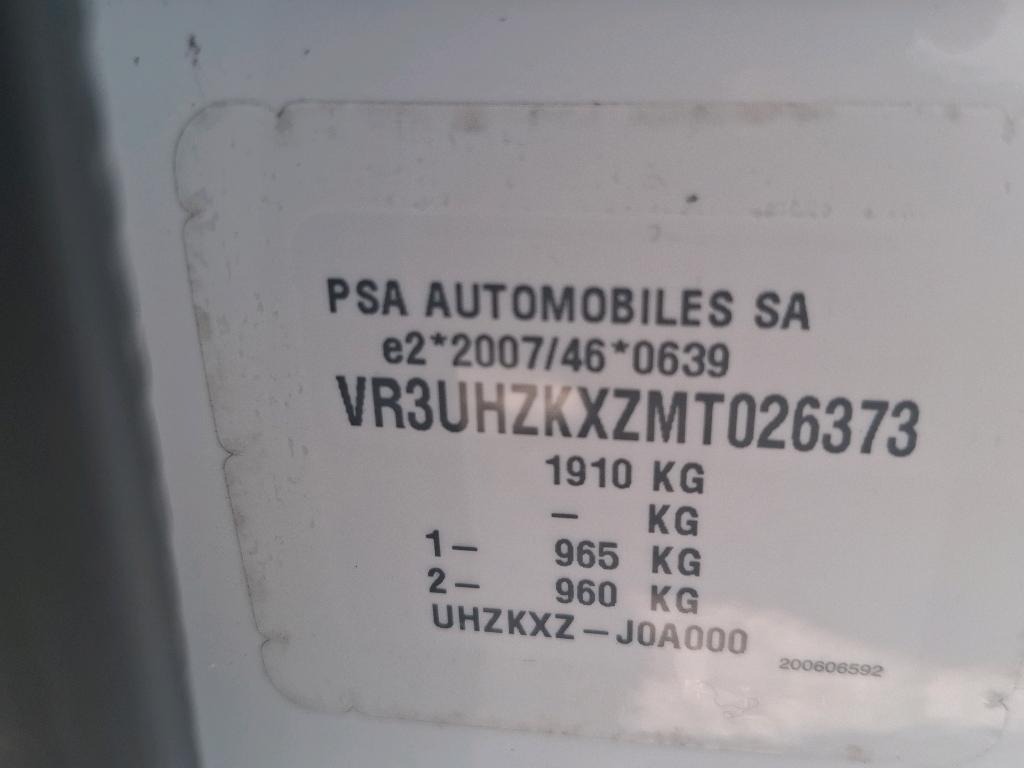 PSA AUTOMOBILES SA
e2*2007/46*0639
VR3UHZKXZMT026373
1910 KG
- KG
1- 965 KG
2- 960 KG
UHZKXZ-J0A000
200606592